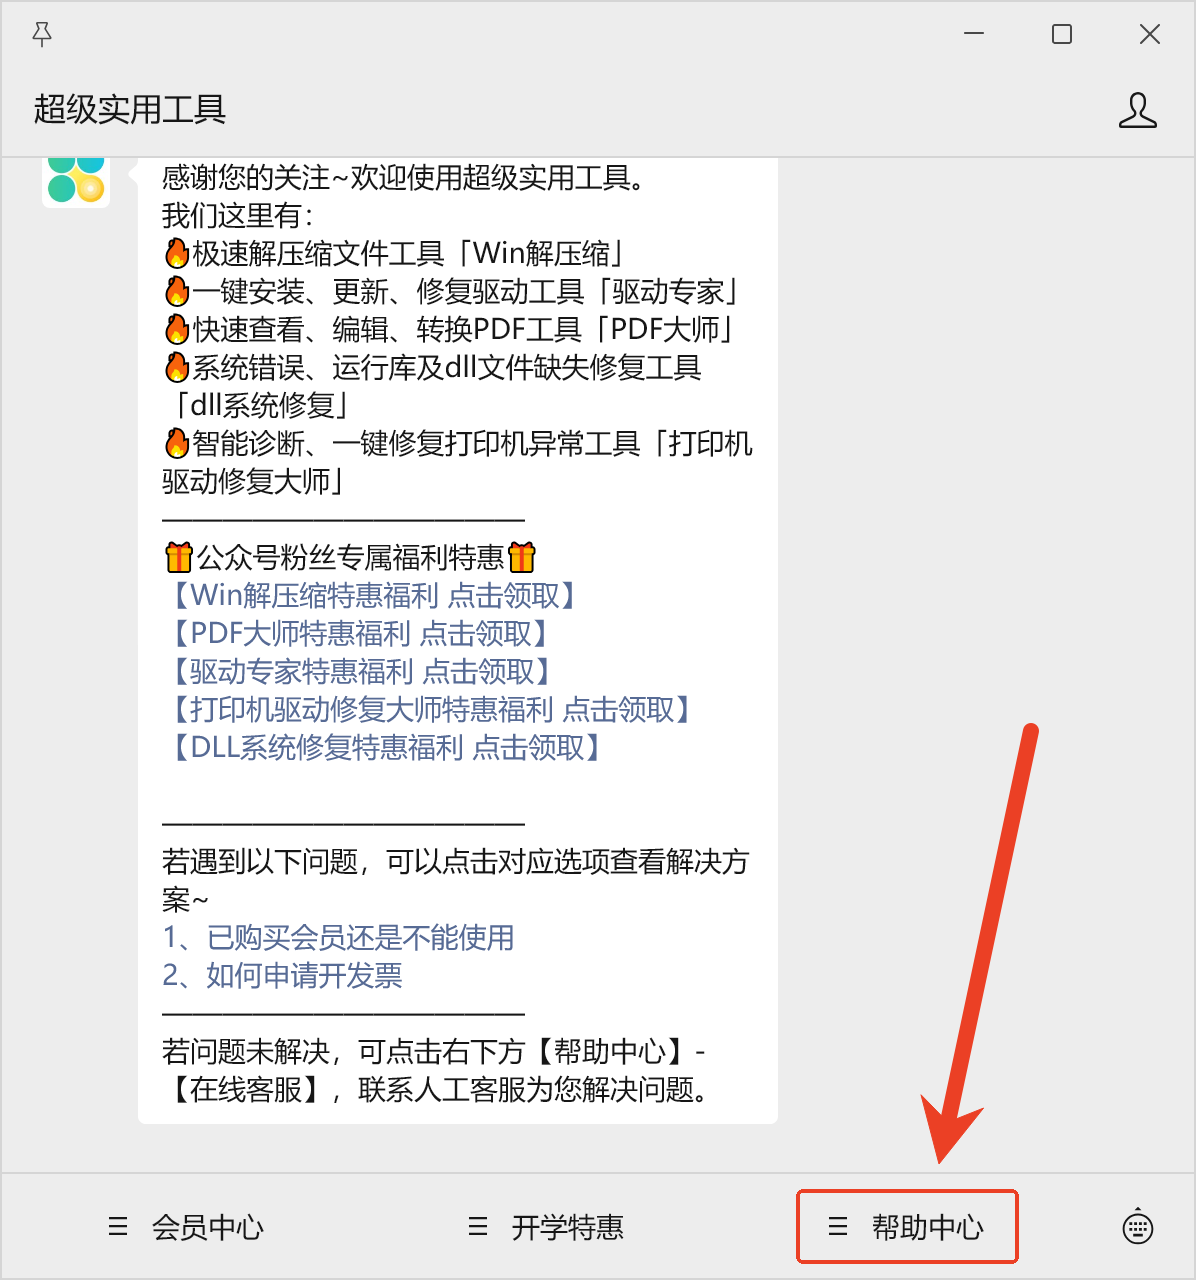 超级实用工具
感谢您的关注~欢迎使用超级实用工具。
我们这里有：
🔥极速解压缩文件工具「Win解压缩」
🔥一键安装、更新、修复驱动工具「驱动专家」
🔥快速查看、编辑、转换PDF工具「PDF大师」
🔥系统错误、运行库及dll文件缺失修复工具
「dll系统修复」
🔥智能诊断、一键修复打印机异常工具「打印机
驱动修复大师」
—————————————
🎁公众号粉丝专属福利特惠🎁
【Win解压缩特惠福利 点击领取】
【PDF大师特惠福利 点击领取】
【驱动专家特惠福利 点击领取】
【打印机驱动修复大师特惠福利 点击领取】
【DLL系统修复特惠福利 点击领取】
—————————————
若遇到以下问题，可以点击对应选项查看解决方
案~
1、已购买会员还是不能使用
2、如何申请开发票
—————————————
若问题未解决，可点击右下方【帮助中心】-
【在线客服】，联系人工客服为您解决问题。
会员中心
开学特惠
帮助中心